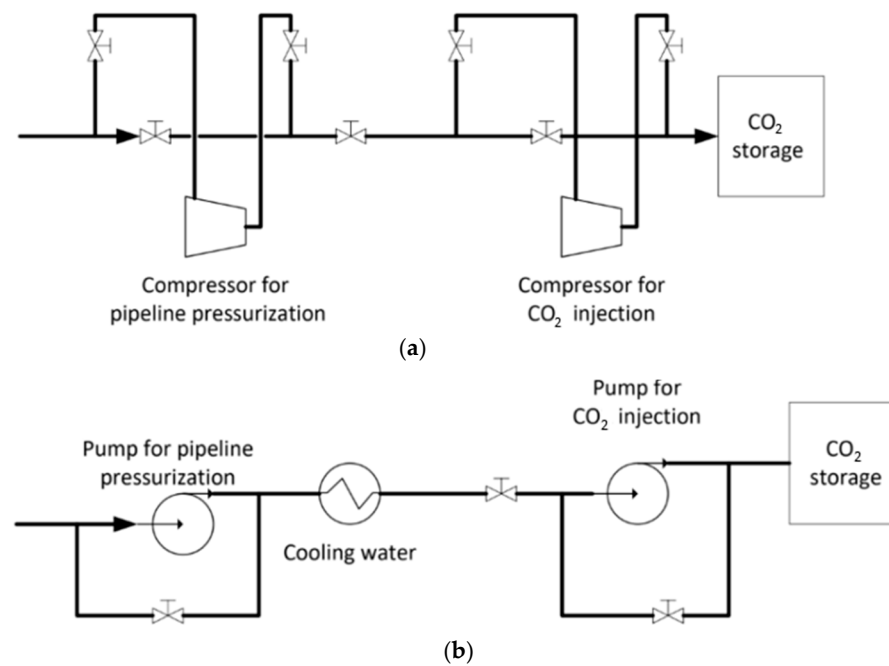 CO2
storage
Compressor for
pipeline pressurization
Compressor for
CO2 injection
(a)
Pump for
CO2 injection
Pump for pipeline
pressurization
CO2
storage
Cooling water
(b)